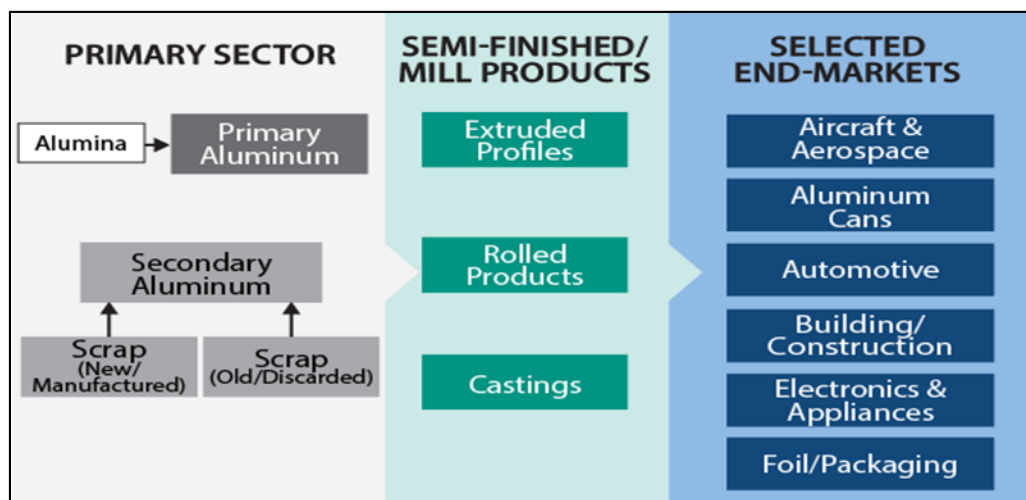 PRIMARY SECTOR
Alumina
Primary
Aluminum
Secondary
Aluminum
Scrap
(New/
Manufactured)
Scrap
(Old/Discarded)
SEMI-FINISHED/
MILL PRODUCTS
Extruded
Profiles
Rolled
Products
Castings
SELECTED
END-MARKETS
Aircraft &
Aerospace
Aluminum
Cans
Automotive
Building/
Construction
Electronics &
Appliances
Foil/Packaging